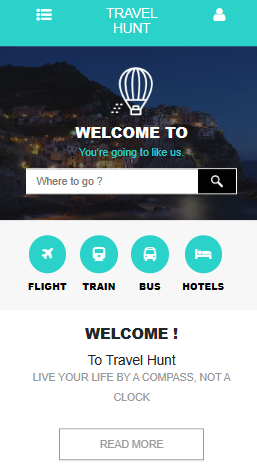 TRAVEL
HUNT
WELCOME TO
You're going to like us.
Where to go ?
FLIGHT TRAIN BUS HOTELS
WELCOME !
To Travel Hunt
LIVE YOUR LIFE BY A COMPASS, NOT A
CLOCK
READ MORE